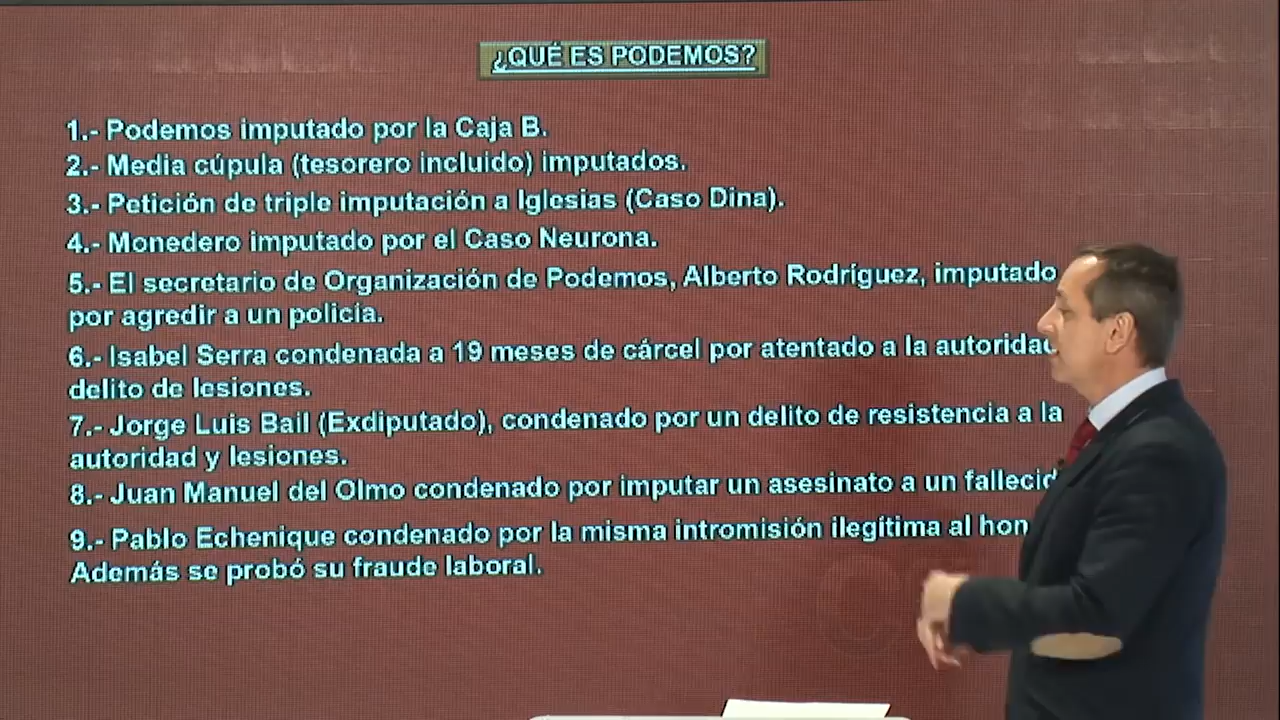 ¿QUÉ ES PODEMOS?
1.- Podemos imputado por la Caja B.
2.- Media cúpula (tesorero incluido) imputados.
3.- Petición de triple imputación a Iglesias (Caso Dina).
4.- Monedero imputado por el Caso Neurona.
5.- El secretario de Organización de Podemos, Alberto Rodríguez, imputado
por agredir a un policía.
6.- Isabel Serra condenada a 19 meses de cárcel por atentado a la
delito de lesiones.
7.- Jorge Luis Bail (Exdiputado), condenado por un delito de resistencia a la
autoridad y lesiones.
8.- Juan Manuel del Olmo condenado por imputar un asesinato a un
9.- Pablo Echenique condenado por la misma intromisión ilegítima al
Además se probó su fraude laboral.